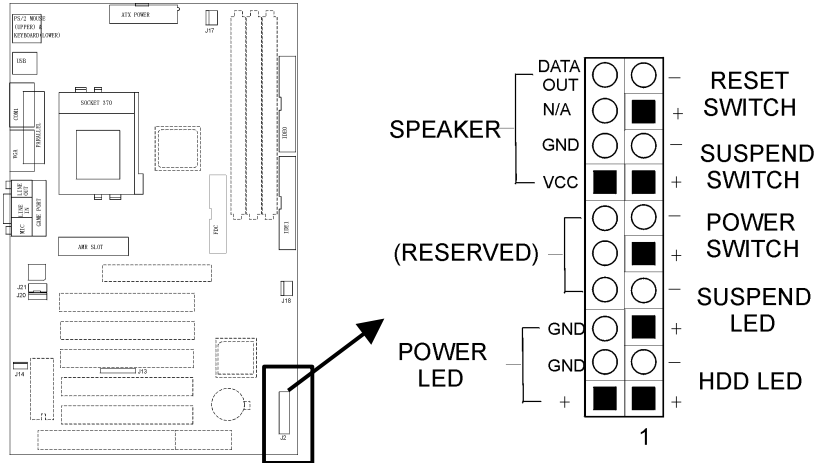 PS/2 MOUSE
(UPPER) &
KEYBOARD(LOWER)
ATX POWER
J17
USB
COM1
PARALLEL
VGA
SOCKET 370
IDE0
IDE1
FDC
LINE
OUT
LINE
IN
MIC
GAME PORT
AMR SLOT
J21
J20
J18
J14
J13
J2
SPEAKER
DATA
OUT
N/A
GND
VCC
(RESERVED)
POWER
LED
GND
GND
+
− RESET
+ SWITCH
− SUSPEND
+ SWITCH
− POWER
+ SWITCH
− SUSPEND
+ LED
− HDD LED
+
1